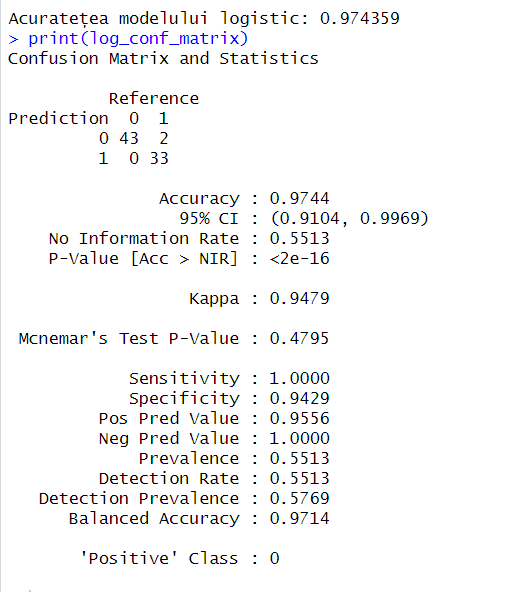 Acuratețea modelului logistic: 0.974359
> print(log_conf_matrix)
Confusion Matrix and Statistics
Reference
Prediction 0 1
0 43 2
1 0 33
Accuracy : 0.9744
95% CI : (0.9104, 0.9969)
No Information Rate : 0.5513
P-Value [Acc > NIR] : <2e-16
Kappa : 0.9479
Mcnemar's Test P-Value : 0.4795
Sensitivity : 1.0000
Specificity : 0.9429
Pos Pred Value : 0.9556
Neg Pred Value : 1.0000
Prevalence : 0.5513
Detection Rate : 0.5513
Detection Prevalence : 0.5769
Balanced Accuracy : 0.9714
'Positive' Class : 0